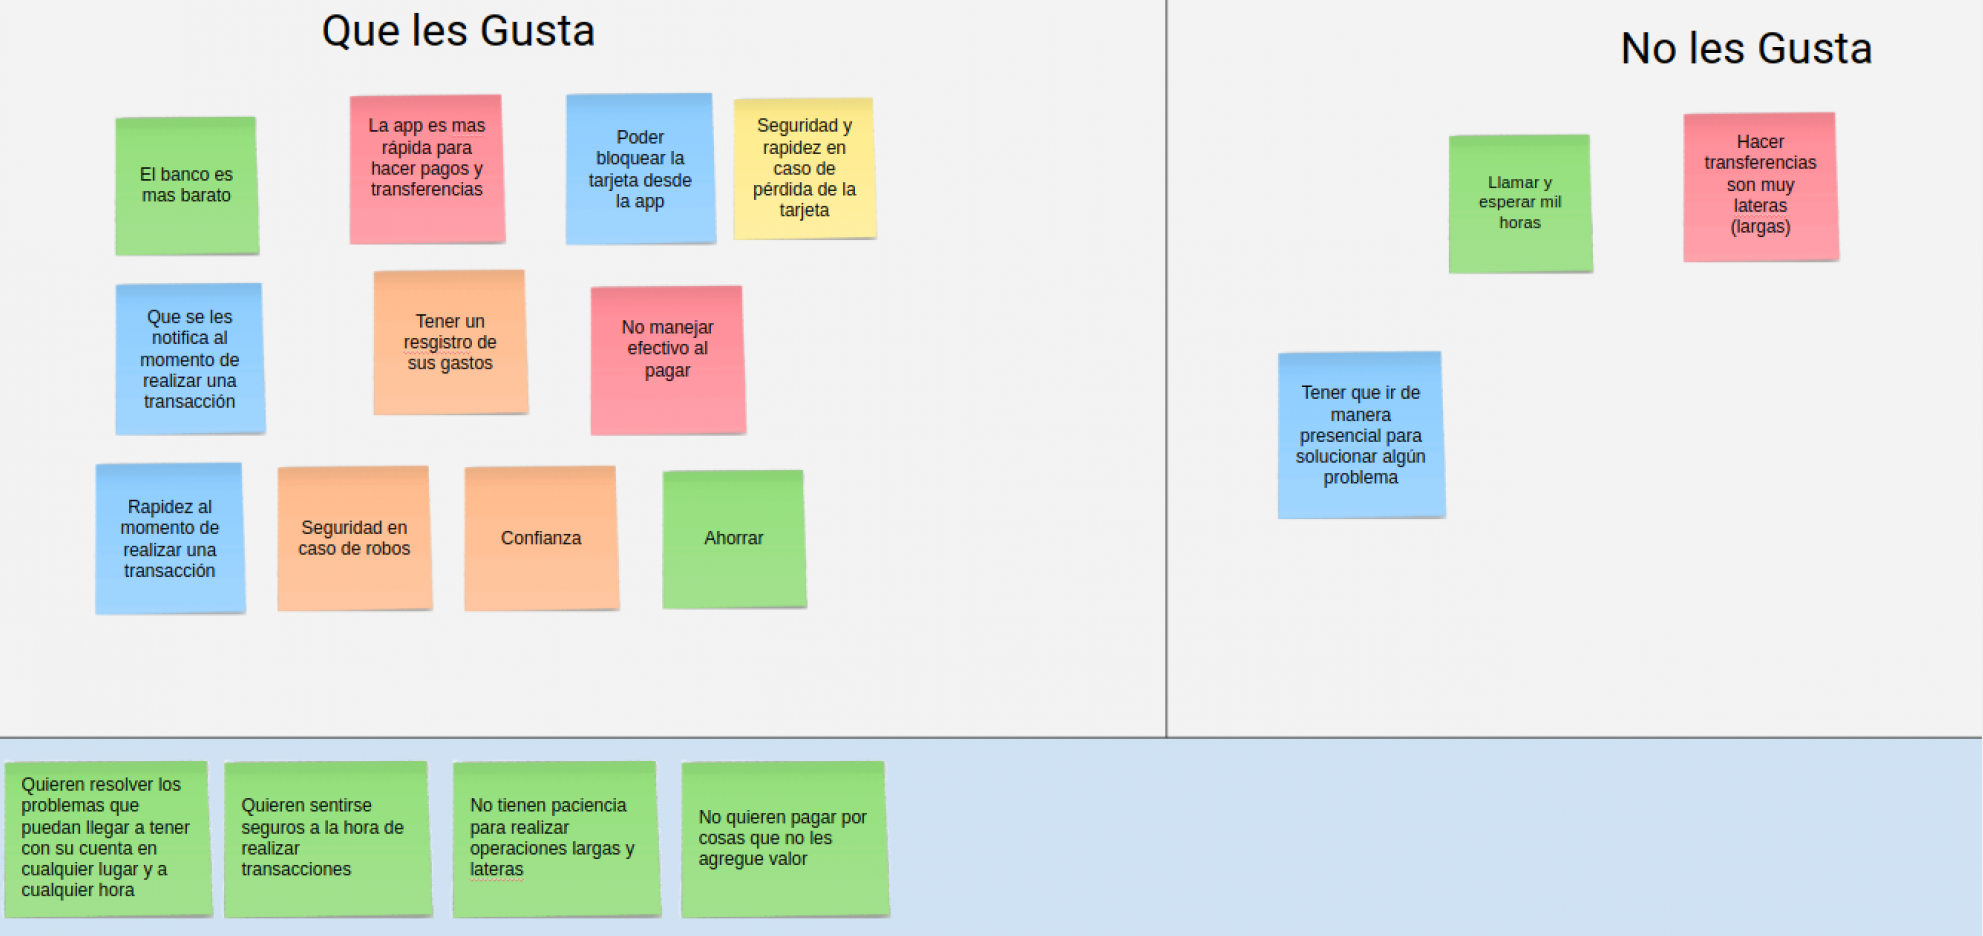 Que les Gusta
El banco es
mas barato
La app es mas
rápida para
hacer pagos y
transferencias
Poder
bloquear la
tarjeta desde
la app
Seguridad y
rapidez en
caso de
pérdida de la
tarjeta
Que se les
notifica al
momento de
realizar una
transacción
Tener un
resgistro de
sus gastos
No manejar
efectivo al
pagar
Rapidez al
momento de
realizar una
transacción
Seguridad en
caso de robos
Confianza
Ahorrar
No les Gusta
Llamar y
esperar mil
horas
Hacer
transferencias
son muy
lateras
(largas)
Tener que ir de
manera
presencial para
solucionar algún
problema
Quieren resolver los
problemas que
puedan llegar a tener
con su cuenta en
cualquier lugar y a
cualquier hora
Quieren sentirse
seguros a la hora de
realizar
transacciones
No tienen paciencia
para realizar
operaciones largas y
lateras
No quieren pagar por
cosas que no les
agregue valor